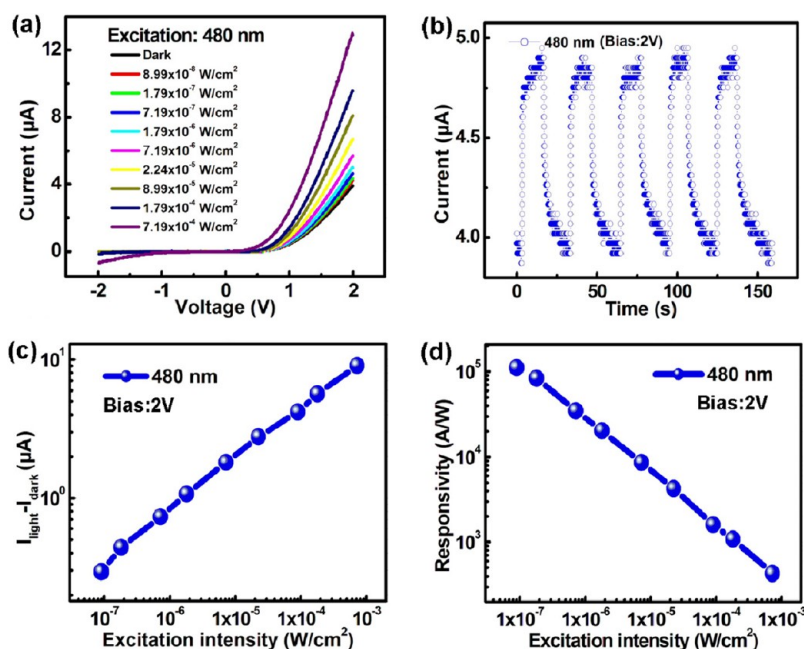 (a)
Excitation: 480 nm
Dark
8.99x10⁻⁸ W/cm²
1.79x10⁻⁷ W/cm²
7.19x10⁻⁷ W/cm²
1.79x10⁻⁶ W/cm²
7.19x10⁻⁶ W/cm²
2.24x10⁻⁵ W/cm²
8.99x10⁻⁵ W/cm²
1.79x10⁻⁴ W/cm²
7.19x10⁻⁴ W/cm²
12
8
4
0
Current (µA)
-2
-1
0
1
2
Voltage (V)
(b)
480 nm (Bias:2V)
5.0
4.5
4.0
Current (µA)
0
50
100
150
Time (s)
(c)
480 nm
Bias:2V
10¹
10⁰
I_light-I_dark (µA)
10⁻⁷
10⁻⁶
1x10⁻⁵
1x10⁻⁴
10⁻³
Excitation intensity (W/cm²)
(d)
480 nm
Bias:2V
10⁵
10⁴
10³
Responsivity (A/W)
1x10⁻⁷
1x10⁻⁶
1x10⁻⁵
1x10⁻⁴
1x10⁻³
Excitation intensity (W/cm²)